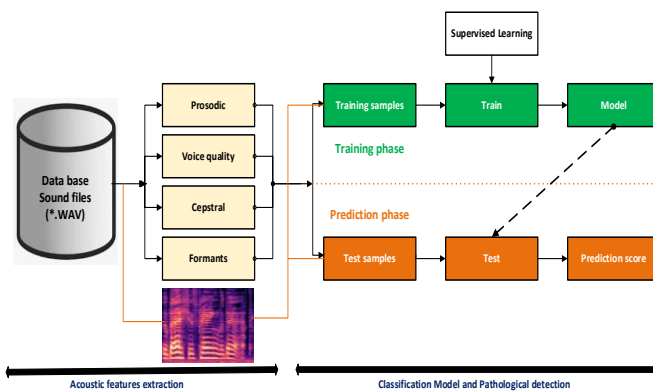 Supervised Learning
Prosodic
Training samples
Train
Model
Voice quality
Training phase
Data base
Sound files
(*.WAV)
Cepstral
Prediction phase
Formants
Test samples
Test
Prediction score
Acoustic features extraction
Classification Model and Pathological detection